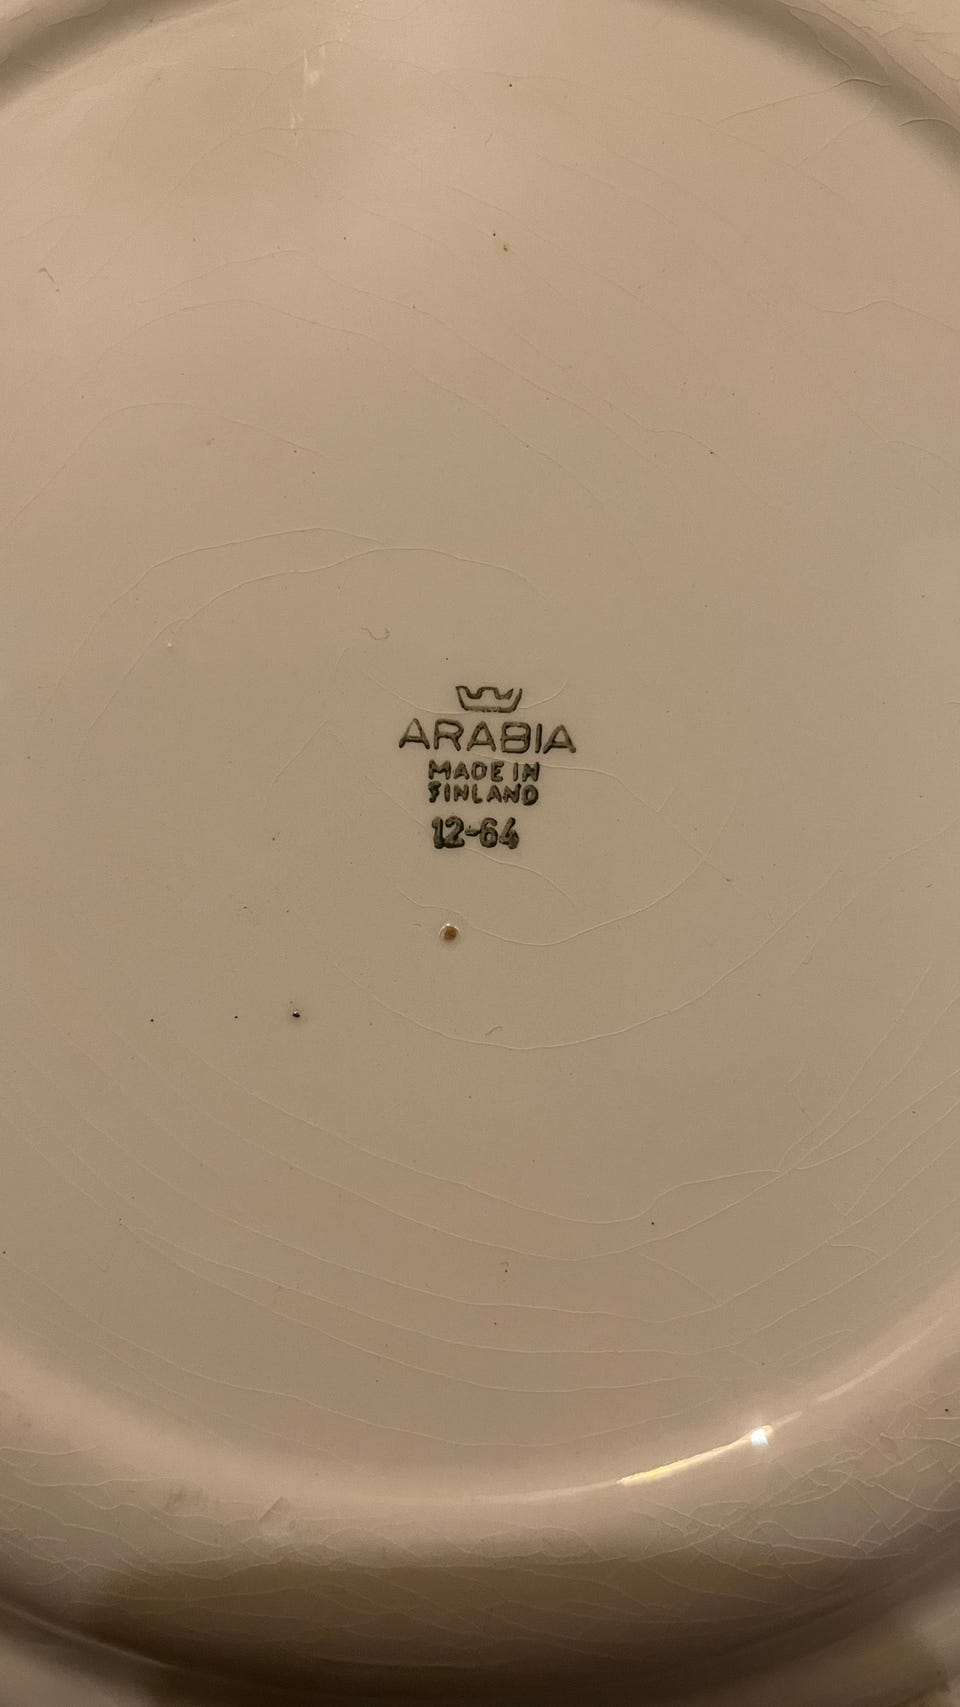 ARABIA
MADE IN
FINLAND
12-64